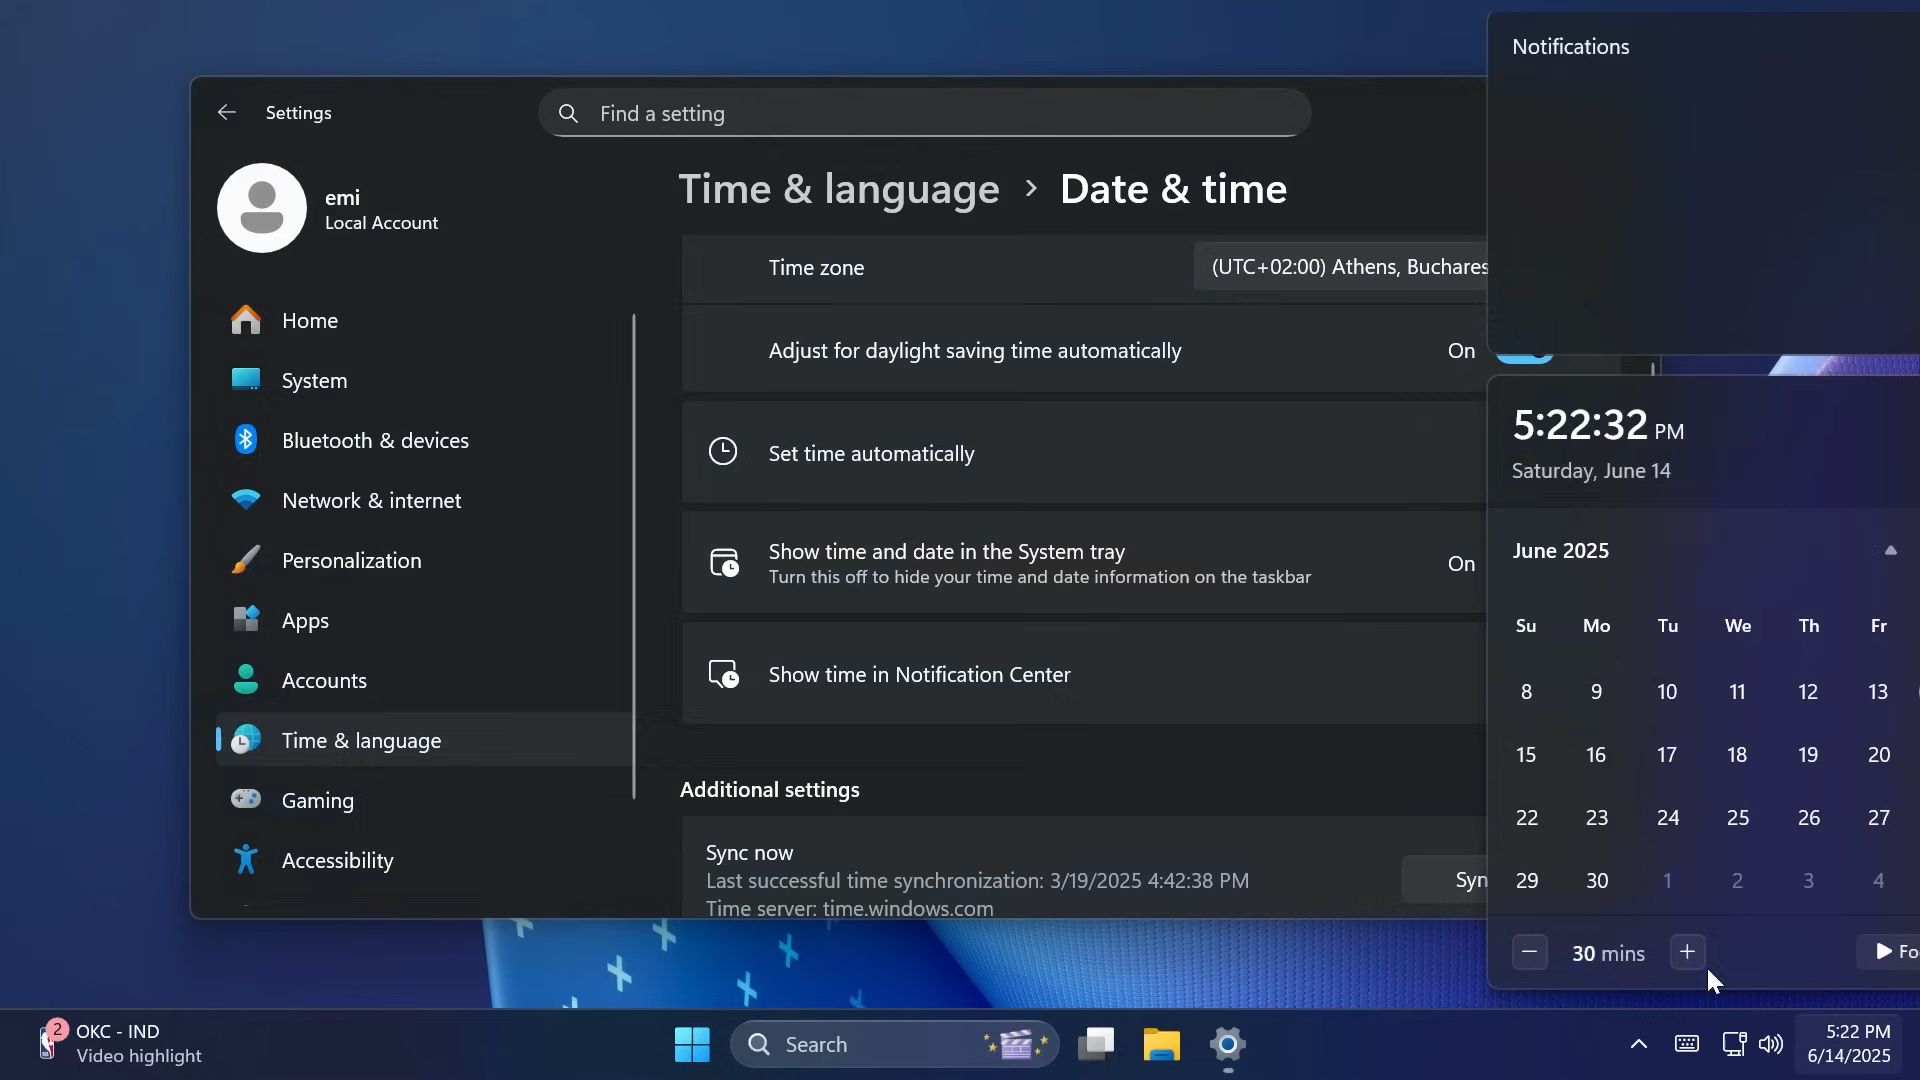 Notifications
Settings
Find a setting
emi
Local Account
Time & language > Date & time
Time zone
(UTC+02:00) Athens, Buchares
Home
Adjust for daylight saving time automatically
On
System
Bluetooth & devices
Set time automatically
5:22:32 PM
Saturday, June 14
Network & internet
Show time and date in the System tray
Turn this off to hide your time and date information on the taskbar
On
June 2025
Personalization
Apps
Su Mo Tu We Th Fr
Accounts
Show time in Notification Center
8 9 10 11 12 13
Time & language
15 16 17 18 19 20
Additional settings
Gaming
22 23 24 25 26 27
Sync now
Last successful time synchronization: 3/19/2025 4:42:38 PM
Time server: time.windows.com
Syn
Accessibility
29 30 1 2 3 4
30 mins
Fo
2
OKC - IND
Video highlight
Search
5:22 PM
6/14/2025